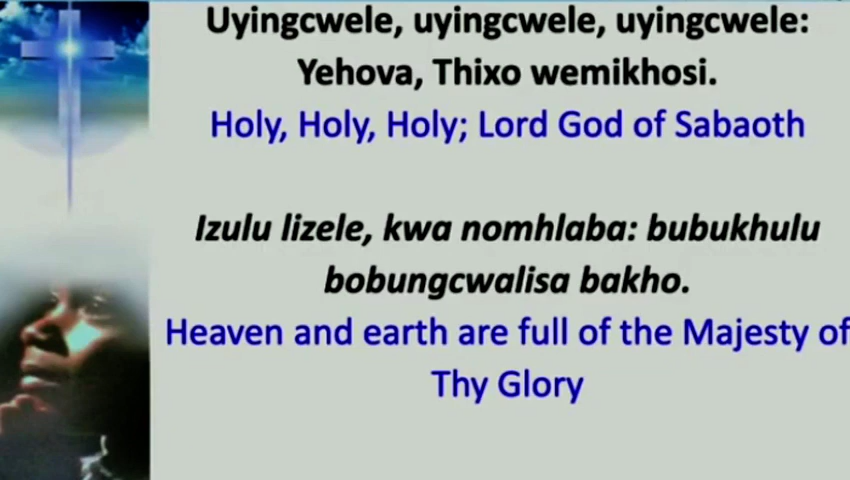 Uyingcwele, uyingcwele, uyingcwele:
Yehova, Thixo wemikhosi.
Holy, Holy, Holy; Lord God of Sabaoth
Izulu lizele, kwa nomhlaba: bubukhulu
bobungcwalisa bakho.
Heaven and earth are full of the Majesty of
Thy Glory